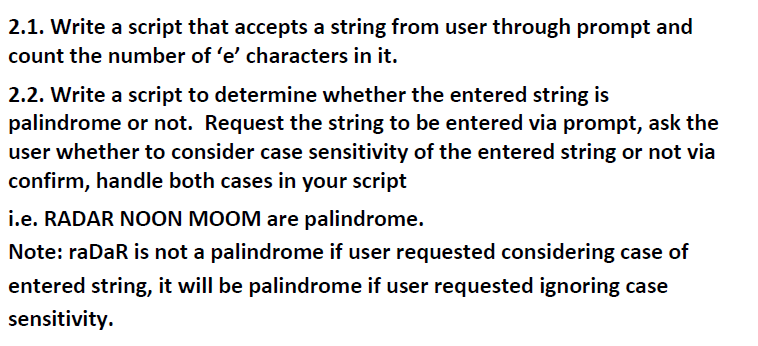 2.1. Write a script that accepts a string from user through prompt and
count the number of ‘e’ characters in it.
2.2. Write a script to determine whether the entered string is
palindrome or not.  Request the string to be entered via prompt, ask the
user whether to consider case sensitivity of the entered string or not via
confirm, handle both cases in your script
i.e. RADAR NOON MOOM are palindrome.
Note: raDaR is not a palindrome if user requested considering case of
entered string, it will be palindrome if user requested ignoring case
sensitivity.